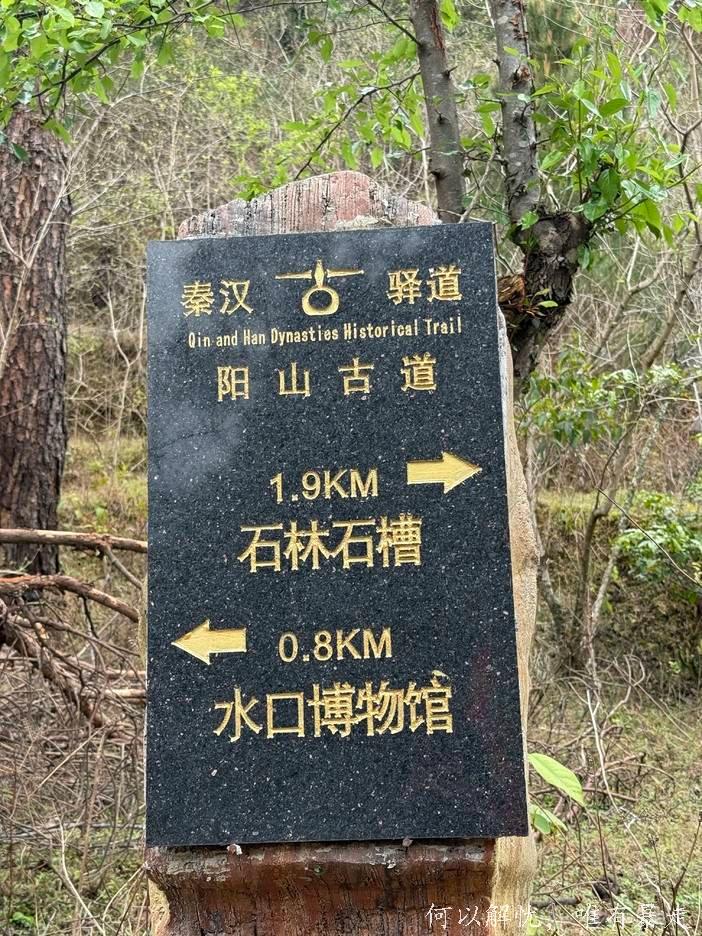 秦汉 古 驿道
Qin and Han Dynasties Historical Trail
阳山古道
1.9KM
石林石槽
0.8KM
水口博物馆
何以解忧，唯有暴走